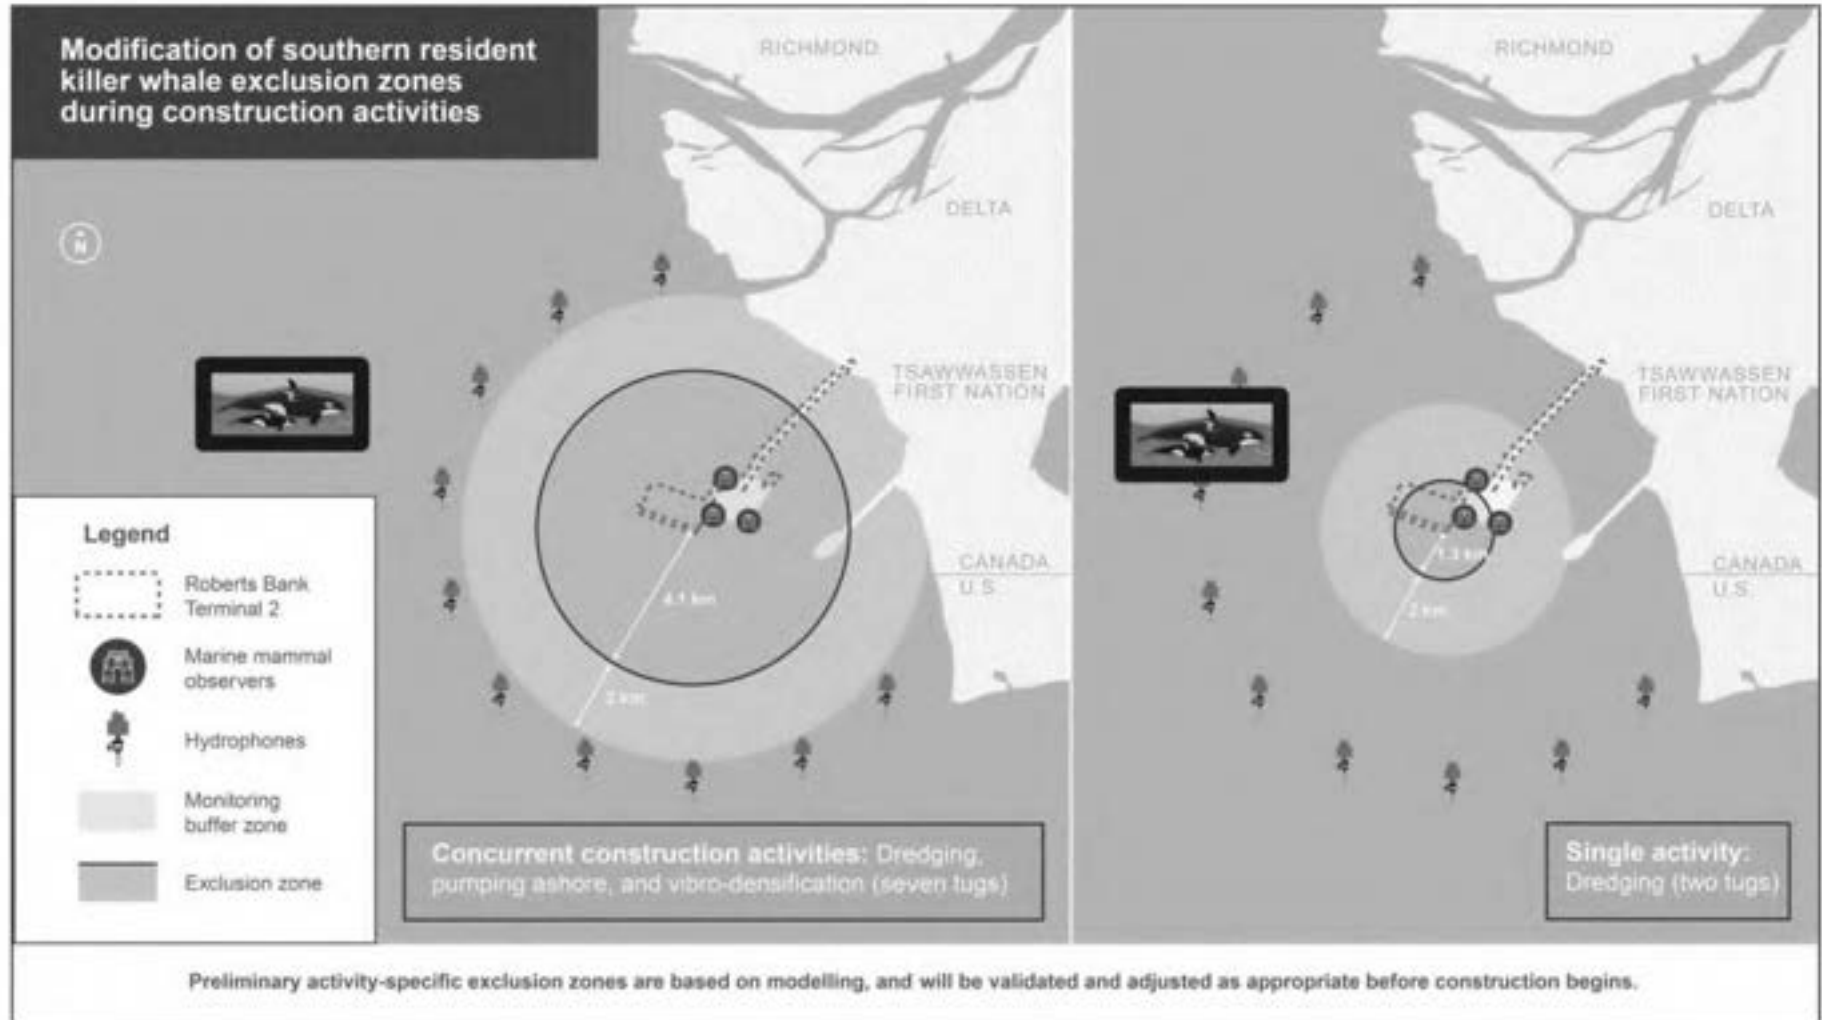 Modification of southern resident
killer whale exclusion zones
during construction activities
N
RICHMOND
DELTA
TSAWWASSEN
FIRST NATION
CANADA
U.S.
4.1 km
2 km
Legend
Roberts Bank
Terminal 2
Marine mammal
observers
Hydrophones
Monitoring
buffer zone
Exclusion zone
Concurrent construction activities: Dredging,
pumping ashore, and vibro-densification (seven tugs)
RICHMOND
DELTA
TSAWWASSEN
FIRST NATION
CANADA
U.S.
1.3 km
2 km
Single activity:
Dredging (two tugs)
Preliminary activity-specific exclusion zones are based on modelling, and will be validated and adjusted as appropriate before construction begins.